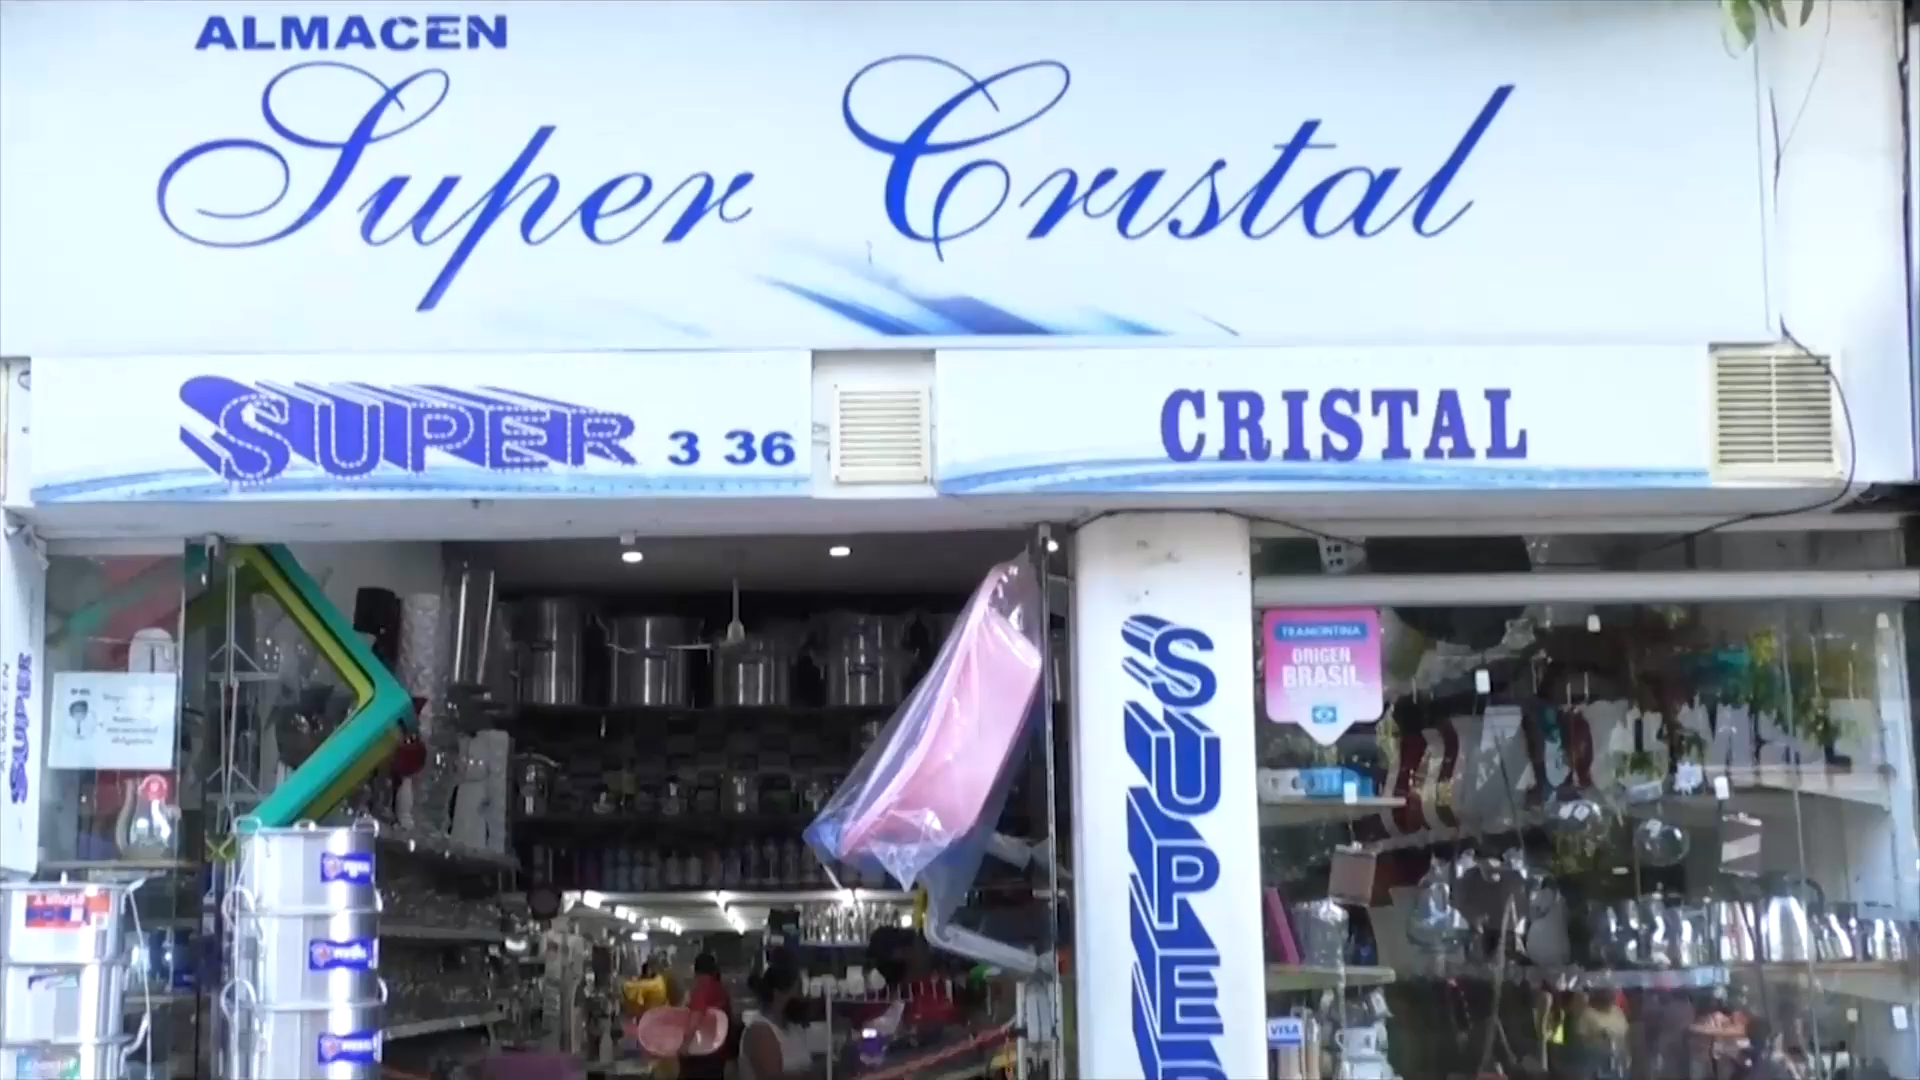 ALMACEN
Super Cristal
SUPER 3 36
CRISTAL
SUPER
TRAMONTINA
ORIGEN
BRASIL
ALMACEN
SUPER
VISA